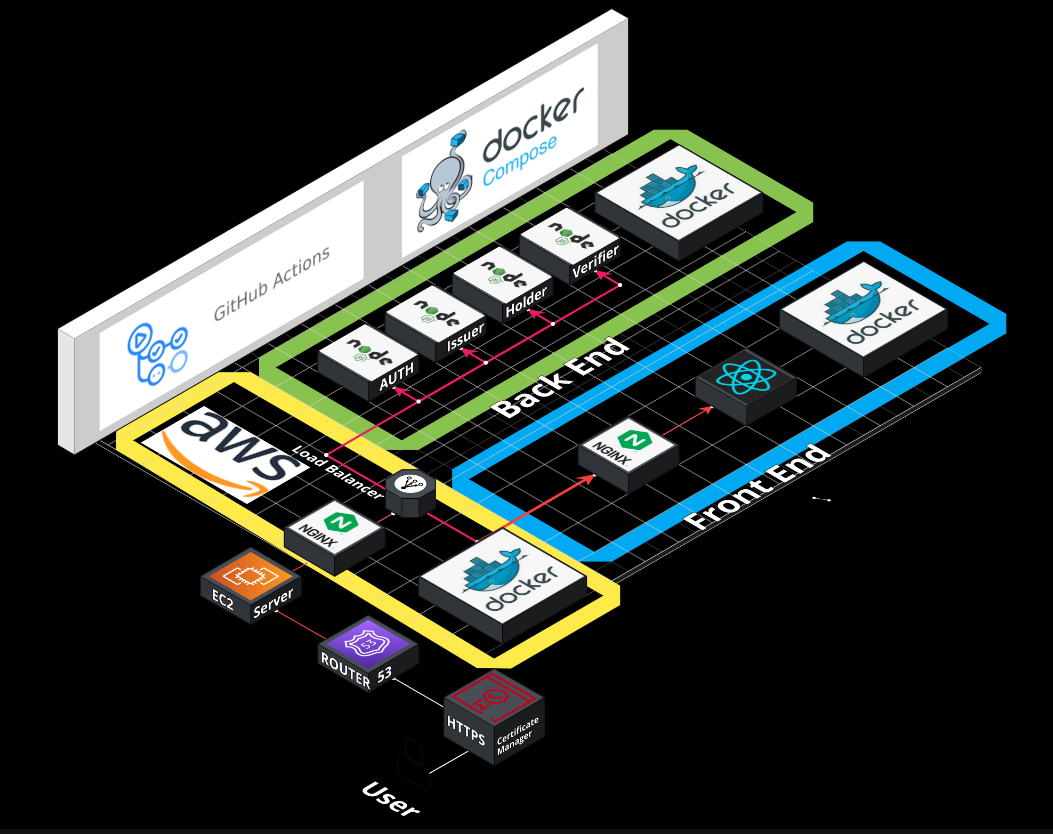 docker
Compose
GitHub Actions
docker
node
Verifier
node
Holder
node
Issuer
node
AUTH
Back End
docker
NGINX
Front End
aws
Load Balancer
NGINX
docker
EC2 Server
53
ROUTER 53
HTTPS
Certificate
Manager
User